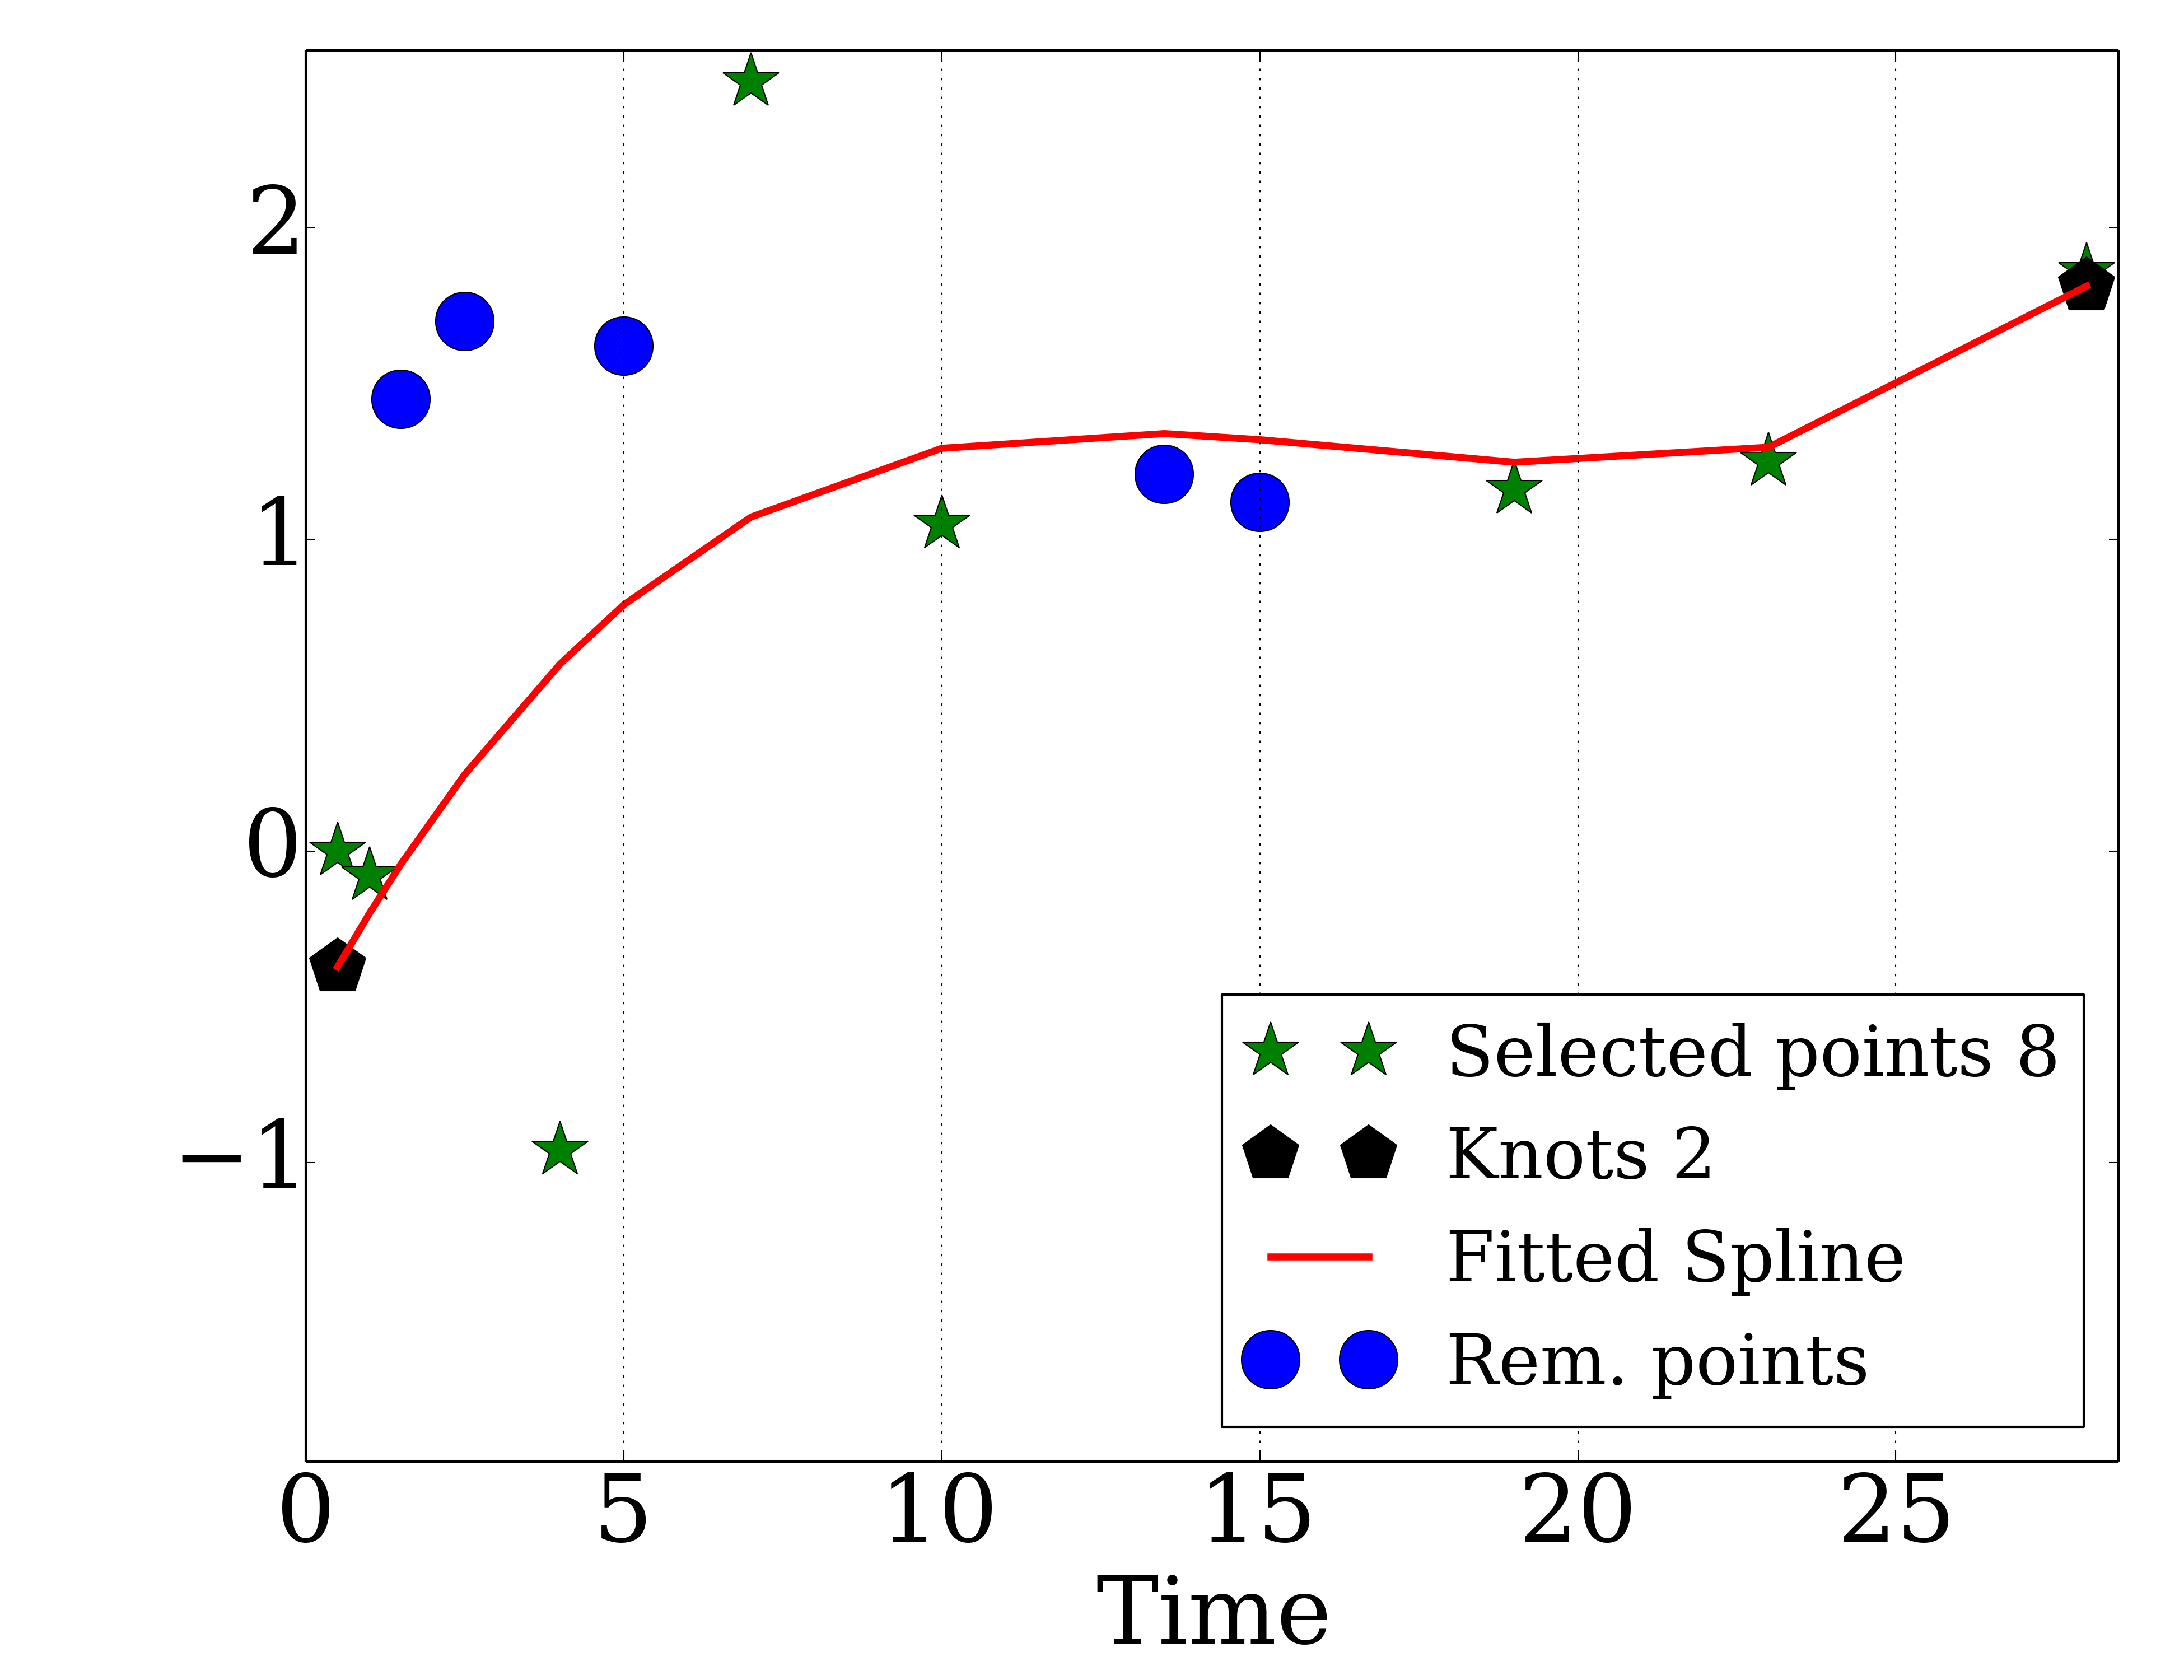 2
1
0
−1
0 5 10 15 20 25
Time
Selected points 8
Knots 2
Fitted Spline
Rem. points